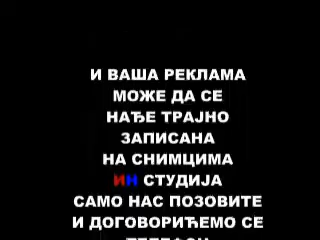 И ВАША РЕКЛАМА
МОЖЕ ДА СЕ
НАЂЕ ТРАЈНО
ЗАПИСАНА
НА СНИМЦИМА
ИН СТУДИЈА
САМО НАС ПОЗОВИТЕ
И ДОГОВОРИЋЕМО СЕ